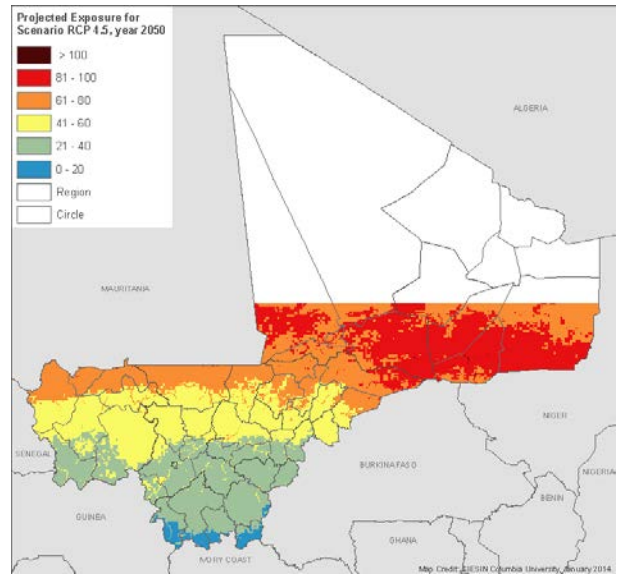 Projected Exposure for
Scenario RCP 4.5, year 2050
> 100
81 - 100
61 - 80
41 - 60
21 - 40
0 - 20
Region
Circle
ALGERIA
MAURITANIA
NIGER
SENEGAL
BURKINA FASO
NIGERIA
GUINEA
BENIN
IVORY COAST
GHANA
Map Credit: CIESIN Columbia University, January 2014.